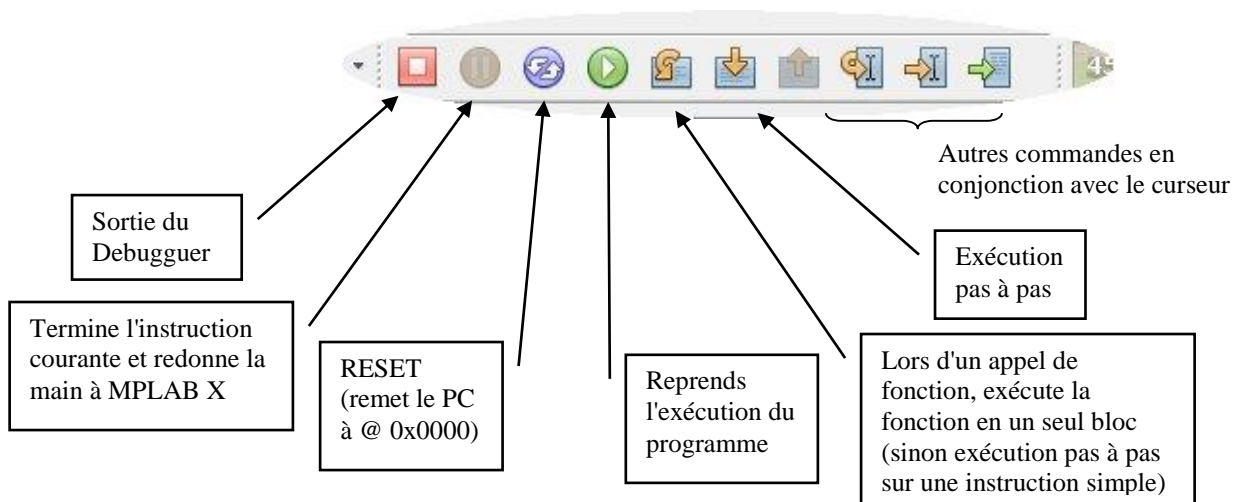 Autres commandes en
conjonction avec le curseur
Sortie du
Debugguer
Exécution
pas à pas
Termine l'instruction
courante et redonne la
main à MPLAB X
RESET
(remet le PC
à @ 0x0000)
Reprends
l'exécution du
programme
Lors d'un appel de
fonction, exécute la
fonction en un seul bloc
(sinon exécution pas à pas
sur une instruction simple)